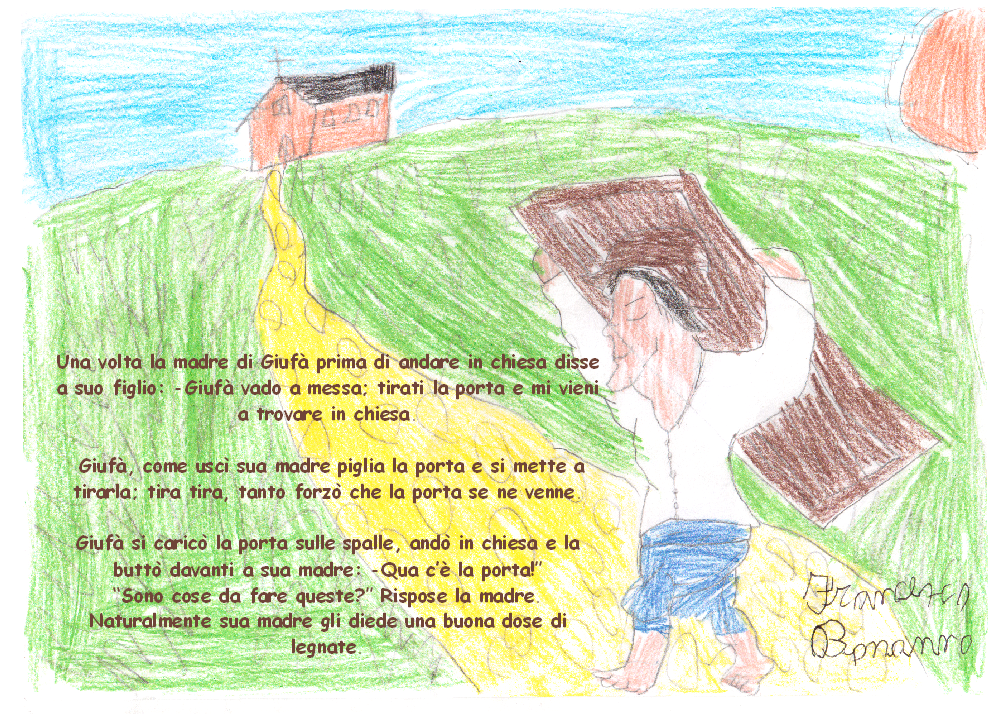 Una volta la madre di Giufà prima di andare in chiesa disse
a suo figlio: -Giufà vado a messa; tirati la porta e mi vieni
a trovare in chiesa.
Giufà, come uscì sua madre piglia la porta e si mette a
tirarla; tira tira, tanto forzò che la porta se ne venne.
Giufà si caricò la porta sulle spalle, andò in chiesa e la
buttò davanti a sua madre: -Qua c'è la porta!”
“Sono cose da fare queste?” Rispose la madre.
Naturalmente sua madre gli diede una buona dose di
legnate.
Francesca
Bonanno